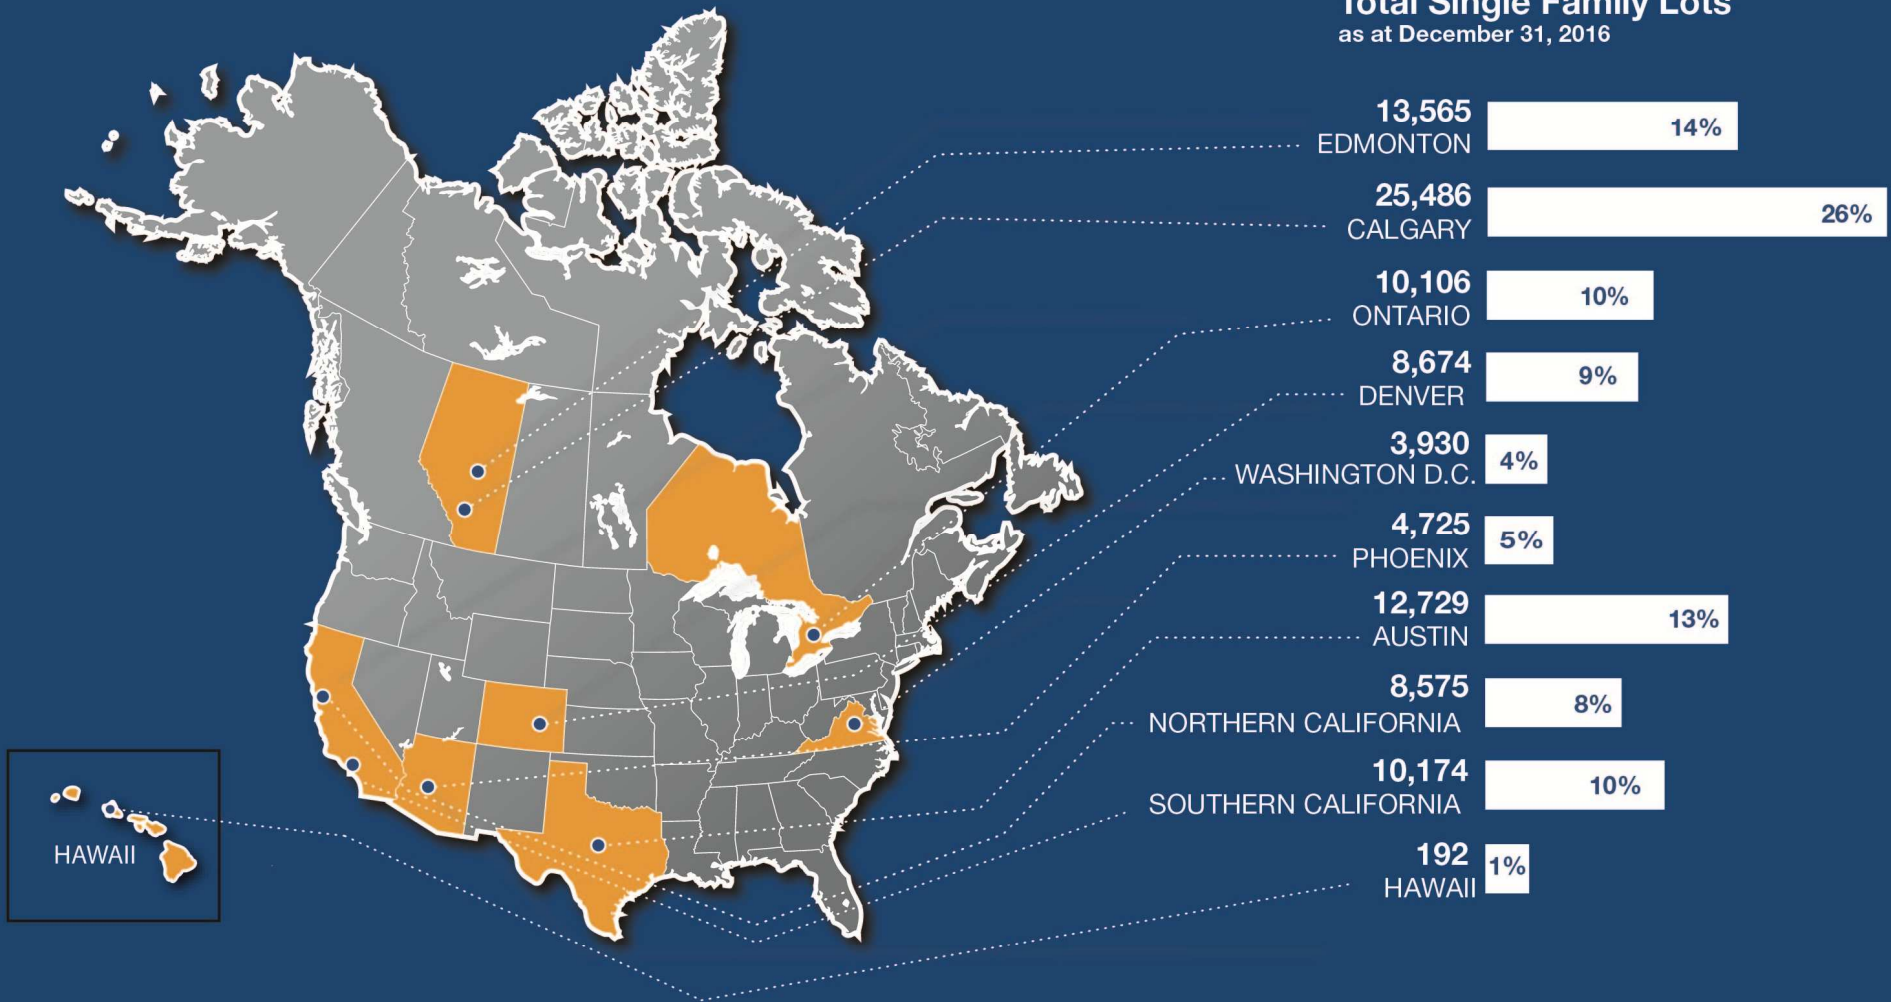 Total Single Family Lots
as at December 31, 2016
13,565
EDMONTON
14%
25,486
CALGARY
26%
10,106
ONTARIO
10%
8,674
DENVER
9%
3,930
WASHINGTON D.C.
4%
4,725
PHOENIX
5%
12,729
AUSTIN
13%
8,575
NORTHERN CALIFORNIA
8%
10,174
SOUTHERN CALIFORNIA
10%
192
HAWAII
1%
HAWAII